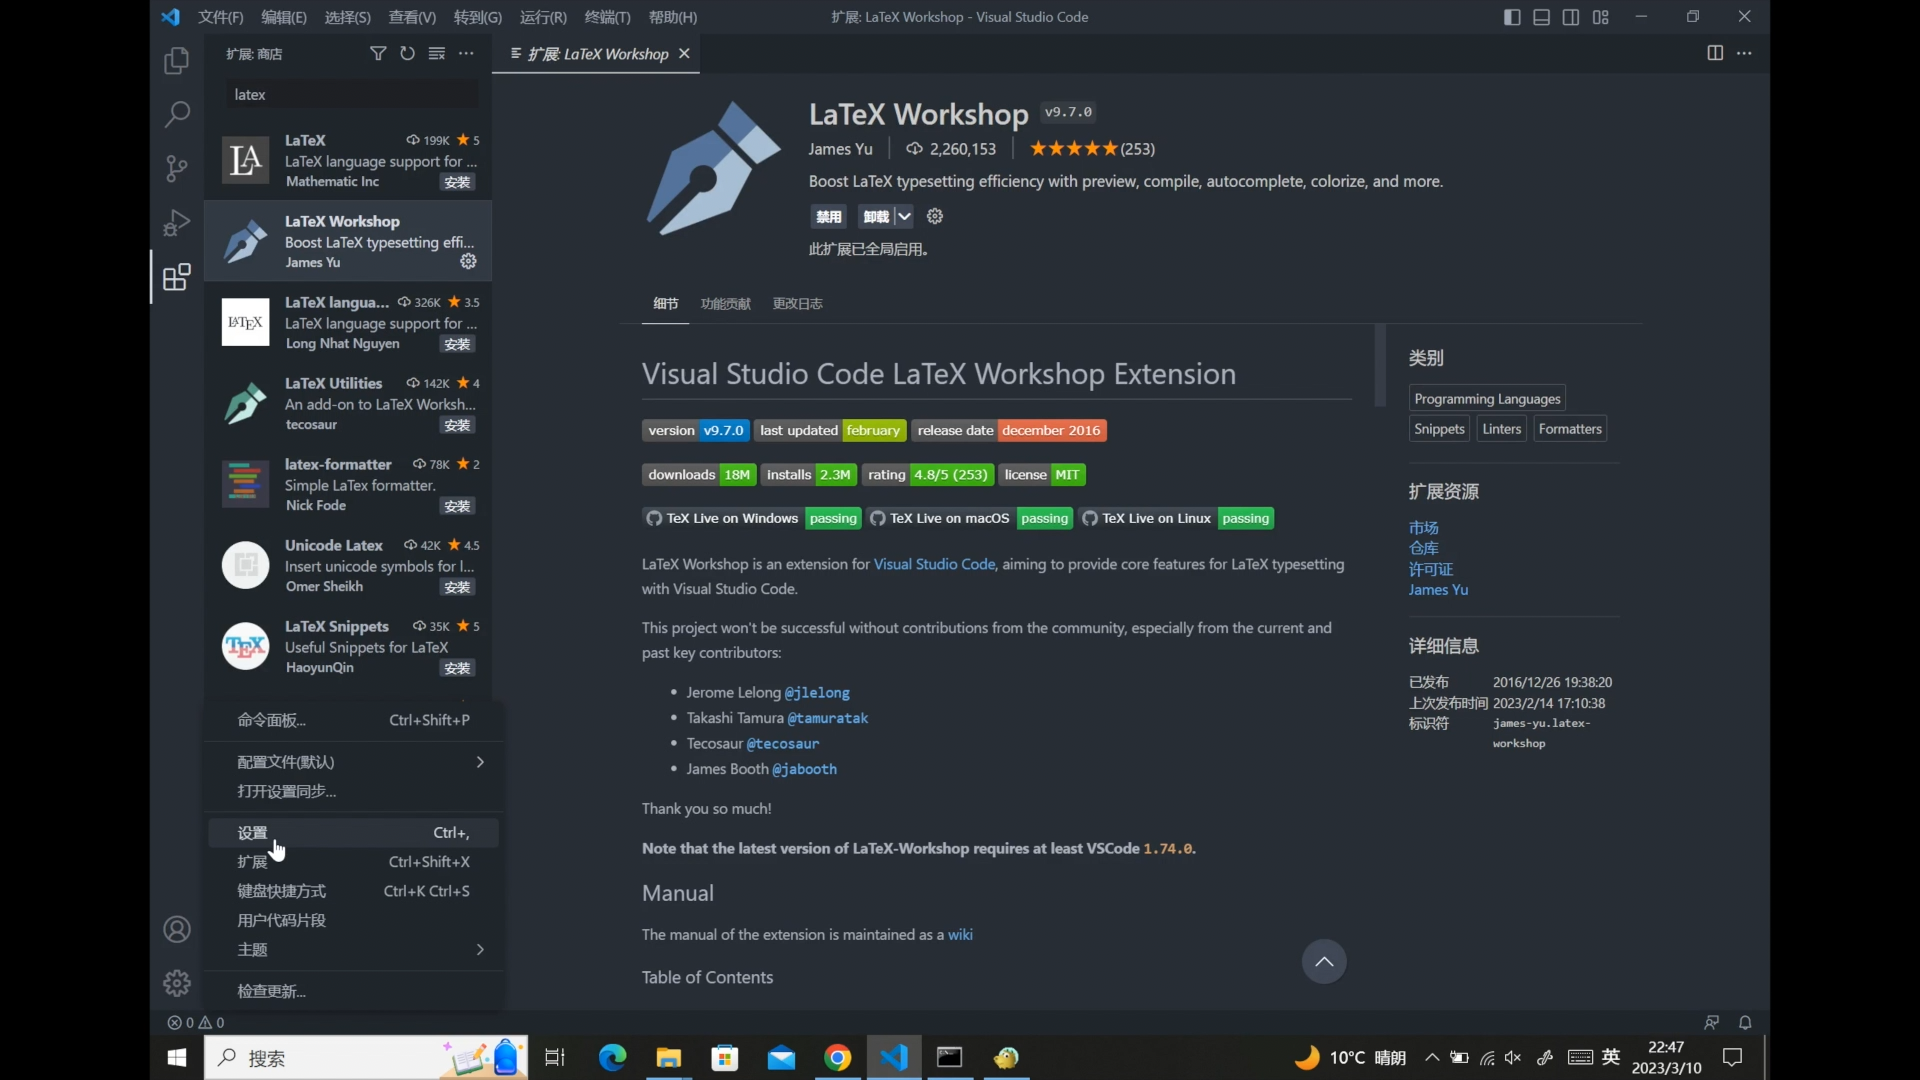 文件(F) 编辑(E) 选择(S) 查看(V) 转到(G) 运行(R) 终端(T) 帮助(H)
扩展: LaTeX Workshop - Visual Studio Code
扩展: 商店
扩展: LaTeX Workshop
latex
LaTeX 199K 5
LaTeX language support for ...
Mathematic Inc 安装
LaTeX Workshop
Boost LaTeX typesetting effi...
James Yu
LaTeX langua... 326K 3.5
LaTeX language support for ...
Long Nhat Nguyen 安装
LaTeX Utilities 142K 4
An add-on to LaTeX Worksh...
tecosaur 安装
latex-formatter 78K 2
Simple LaTex formatter.
Nick Fode 安装
Unicode Latex 42K 4.5
Insert unicode symbols for l...
Omer Sheikh 安装
LaTeX Snippets 35K 5
Useful Snippets for LaTeX
HaoyunQin 安装
LA
LATEX
TEX
命令面板... Ctrl+Shift+P
配置文件(默认)
打开设置同步...
设置 Ctrl+,
扩展 Ctrl+Shift+X
键盘快捷方式 Ctrl+K Ctrl+S
用户代码片段
主题
检查更新...
LaTeX Workshop v9.7.0
James Yu 2,260,153 (253)
Boost LaTeX typesetting efficiency with preview, compile, autocomplete, colorize, and more.
禁用 卸载
此扩展已全局启用。
细节 功能贡献 更改日志
Visual Studio Code LaTeX Workshop Extension
version v9.7.0 last updated february release date december 2016
downloads 18M installs 2.3M rating 4.8/5 (253) license MIT
TeX Live on Windows passing TeX Live on macOS passing TeX Live on Linux passing
LaTeX Workshop is an extension for Visual Studio Code, aiming to provide core features for LaTeX typesetting
with Visual Studio Code.
This project won't be successful without contributions from the community, especially from the current and
past key contributors:
• Jerome Lelong @jlelong
• Takashi Tamura @tamuratak
• Tecosaur @tecosaur
• James Booth @jabooth
Thank you so much!
Note that the latest version of LaTeX-Workshop requires at least VSCode 1.74.0.
Manual
The manual of the extension is maintained as a wiki
Table of Contents
类别
Programming Languages
Snippets Linters Formatters
扩展资源
市场
仓库
许可证
James Yu
详细信息
已发布 2016/12/26 19:38:20
上次发布时间 2023/2/14 17:10:38
标识符 james-yu.latex-
workshop
0 0
搜索
10°C 晴朗
英
22:47
2023/3/10